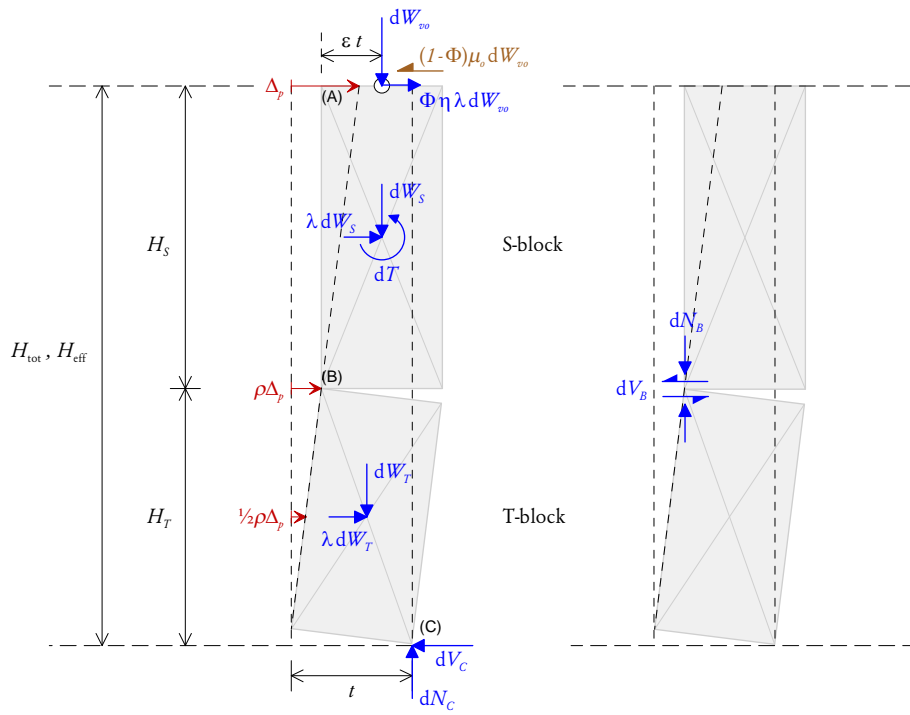 dW_vo
ε t
(1-Φ)μ_o dW_vo
Δ_p
(A)
Φ η λ dW_vo
dW_S
λ dW_S
H_S
S-block
dT
dN_B
H_tot , H_eff
(B)
ρΔ_p
dV_B
dW_T
½ρΔ_p
H_T
T-block
λ dW_T
(C)
dV_C
t
dN_C